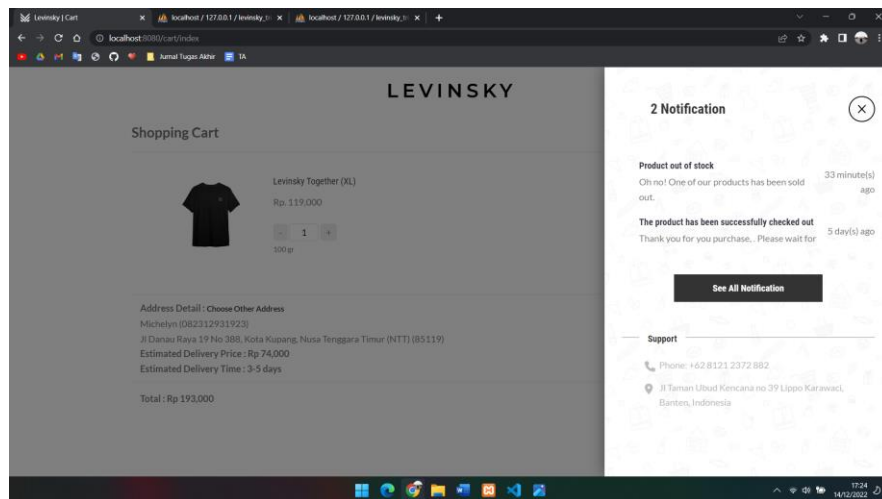 Levinsky | Cart
localhost / 127.0.0.1 / levinsky_t
localhost / 127.0.0.1 / levinsky_t
localhost:8080/cart/index
Jurnal Tugas Akhir
TA
LEVINSKY
Shopping Cart
Levinsky Together (XL)
Rp. 119,000
- 1 +
100 gr
Address Detail : Choose Other Address
Michelyn (082312931923)
Jl Danau Raya 19 No 388, Kota Kupang, Nusa Tenggara Timur (NTT) (85119)
Estimated Delivery Price : Rp 74,000
Estimated Delivery Time : 3-5 days
Total : Rp 193,000
2 Notification
Product out of stock
Oh no! One of our products has been sold
out.
33 minute(s)
ago
The product has been successfully checked out
Thank you for you purchase, . Please wait for
5 day(s) ago
See All Notification
Support
Phone: +62 8121 2372 882
Jl Taman Ubud Kencana no 39 Lippo Karawaci,
Banten, Indonesia
17:24
14/12/2022